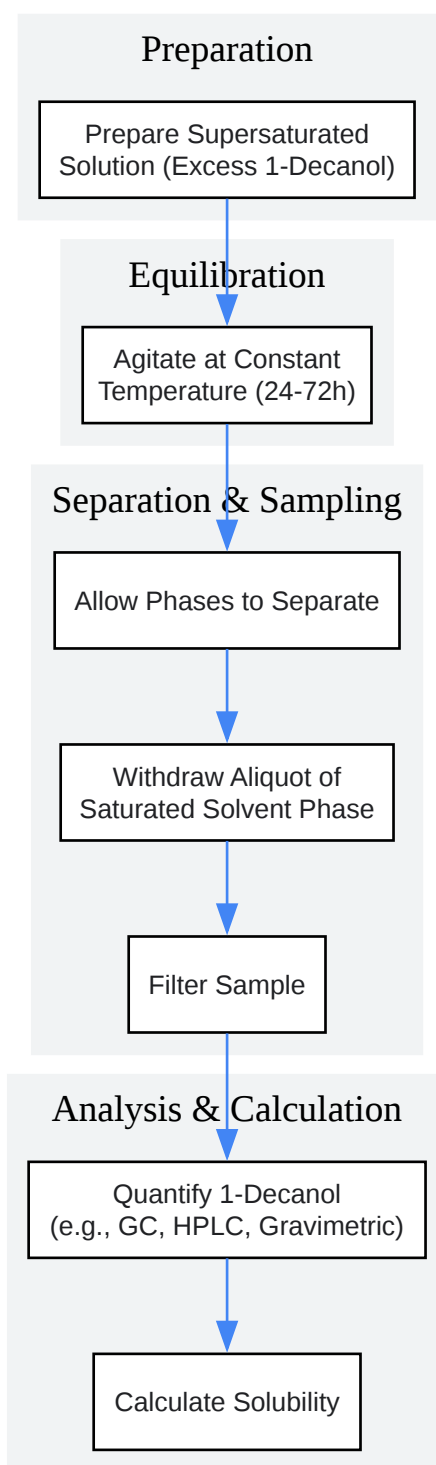 Preparation
Prepare Supersaturated
Solution (Excess 1-Decanol)
Equilibration
Agitate at Constant
Temperature (24-72h)
Separation & Sampling
Allow Phases to Separate
Withdraw Aliquot of
Saturated Solvent Phase
Filter Sample
Analysis & Calculation
Quantify 1-Decanol
(e.g., GC, HPLC, Gravimetric)
Calculate Solubility